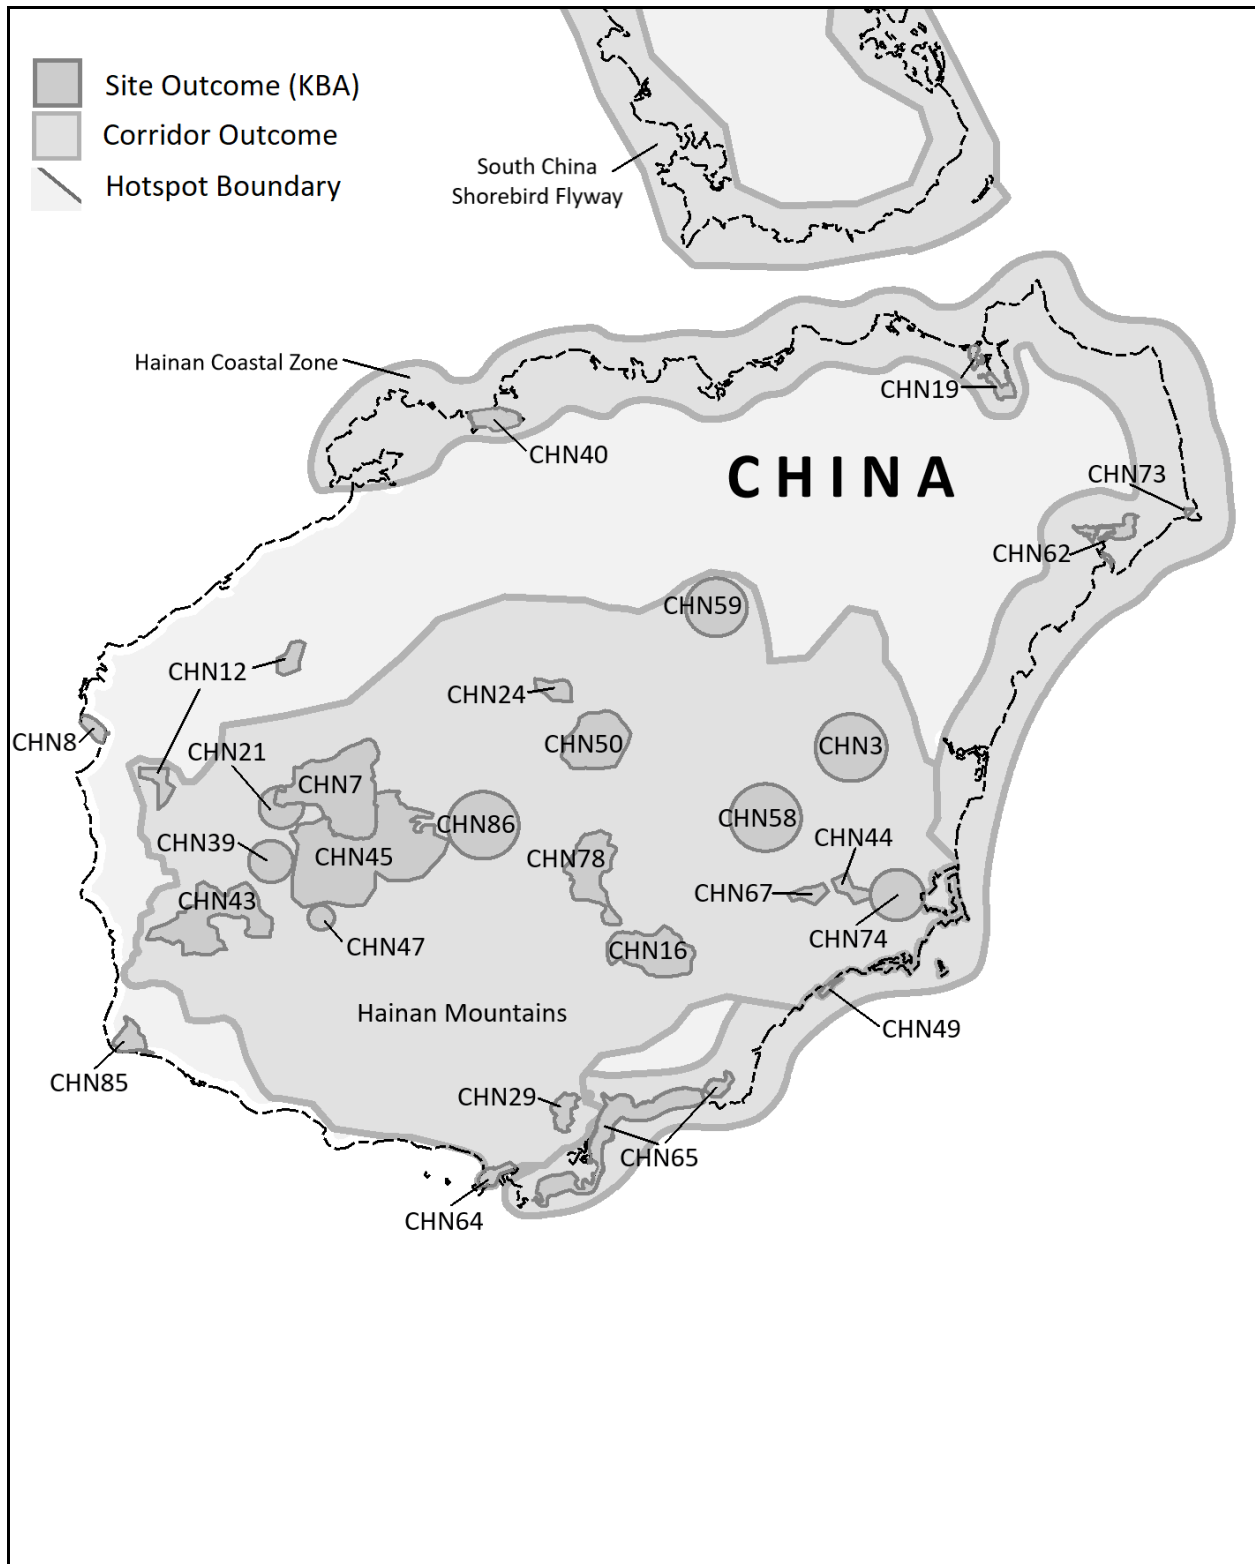 Site Outcome (KBA)
Corridor Outcome
Hotspot Boundary
South China
Shorebird Flyway
Hainan Coastal Zone
CHN19
CHN40
CHINA
CHN73
CHN62
CHN59
CHN12
CHN24
CHN8
CHN21
CHN50
CHN3
CHN7
CHN58
CHN86
CHN39
CHN45
CHN78
CHN44
CHN67
CHN43
CHN47
CHN74
CHN16
Hainan Mountains
CHN49
CHN85
CHN29
CHN65
CHN64